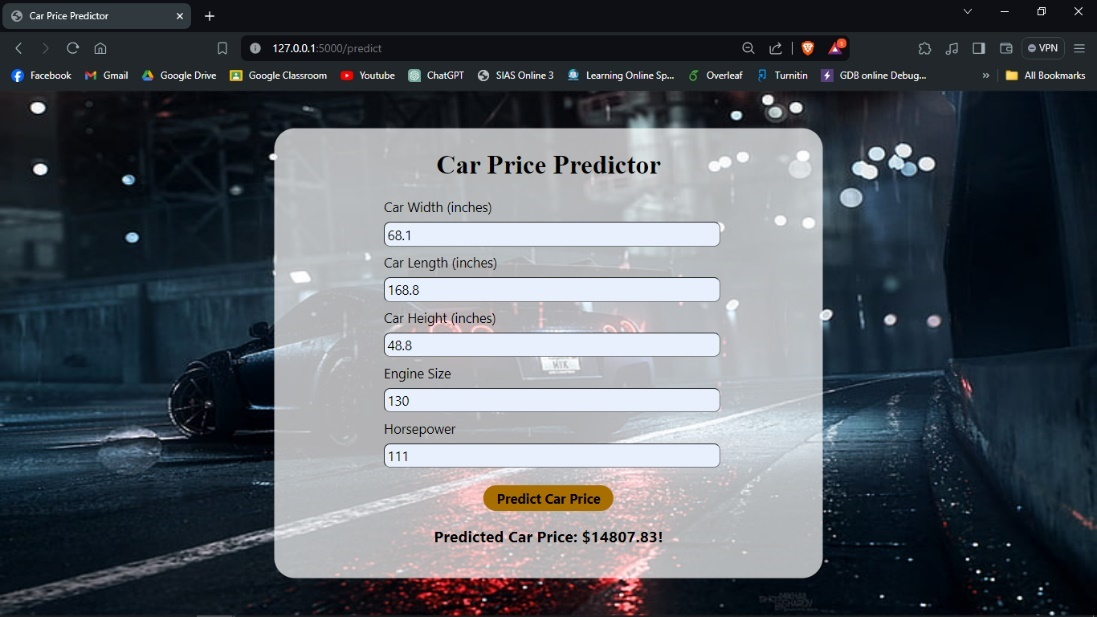 Car Price Predictor
127.0.0.1:5000/predict
VPN
Facebook Gmail Google Drive Google Classroom Youtube ChatGPT SIAS Online 3 Learning Online Sp... Overleaf Turnitin GDB online Debug... » All Bookmarks
Car Price Predictor
Car Width (inches)
68.1
Car Length (inches)
168.8
Car Height (inches)
48.8
Engine Size
130
Horsepower
111
Predict Car Price
Predicted Car Price: $14807.83!